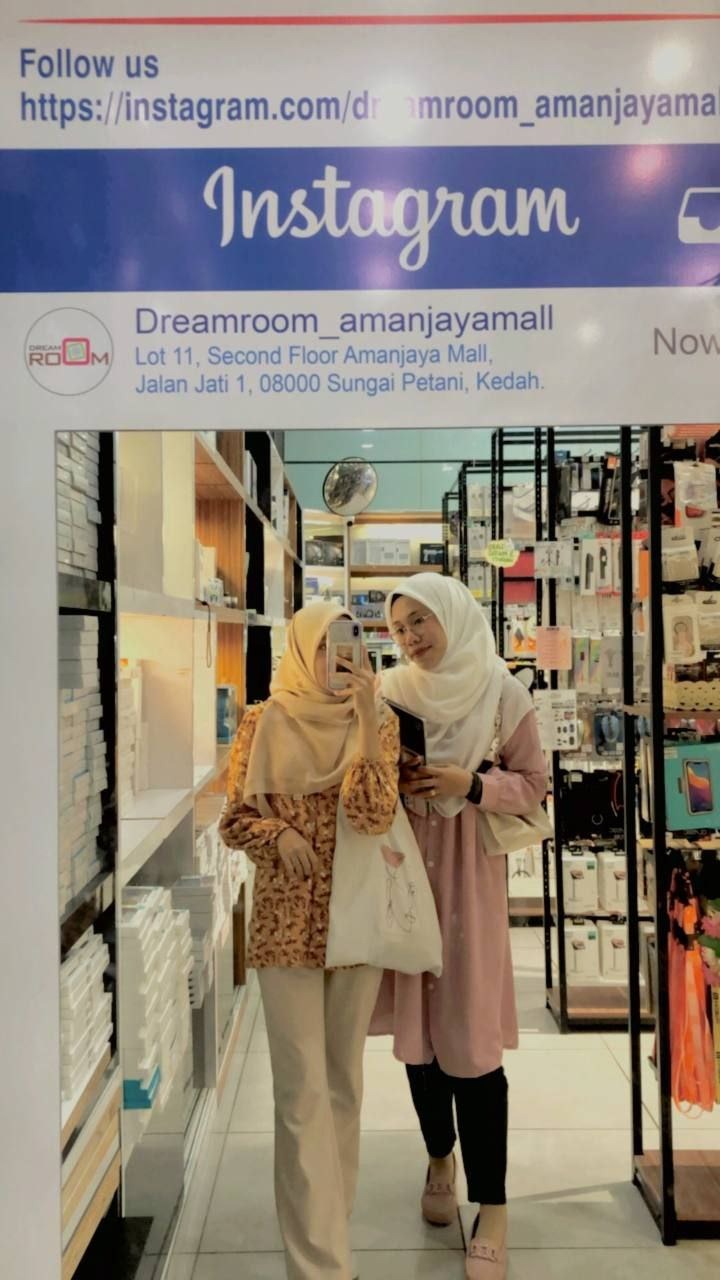 Follow us
https://instagram.com/dreamroom_amanjayamal
Instagram
DREAM
ROOM
Dreamroom_amanjayamall
Lot 11, Second Floor Amanjaya Mall,
Jalan Jati 1, 08000 Sungai Petani, Kedah.
Now